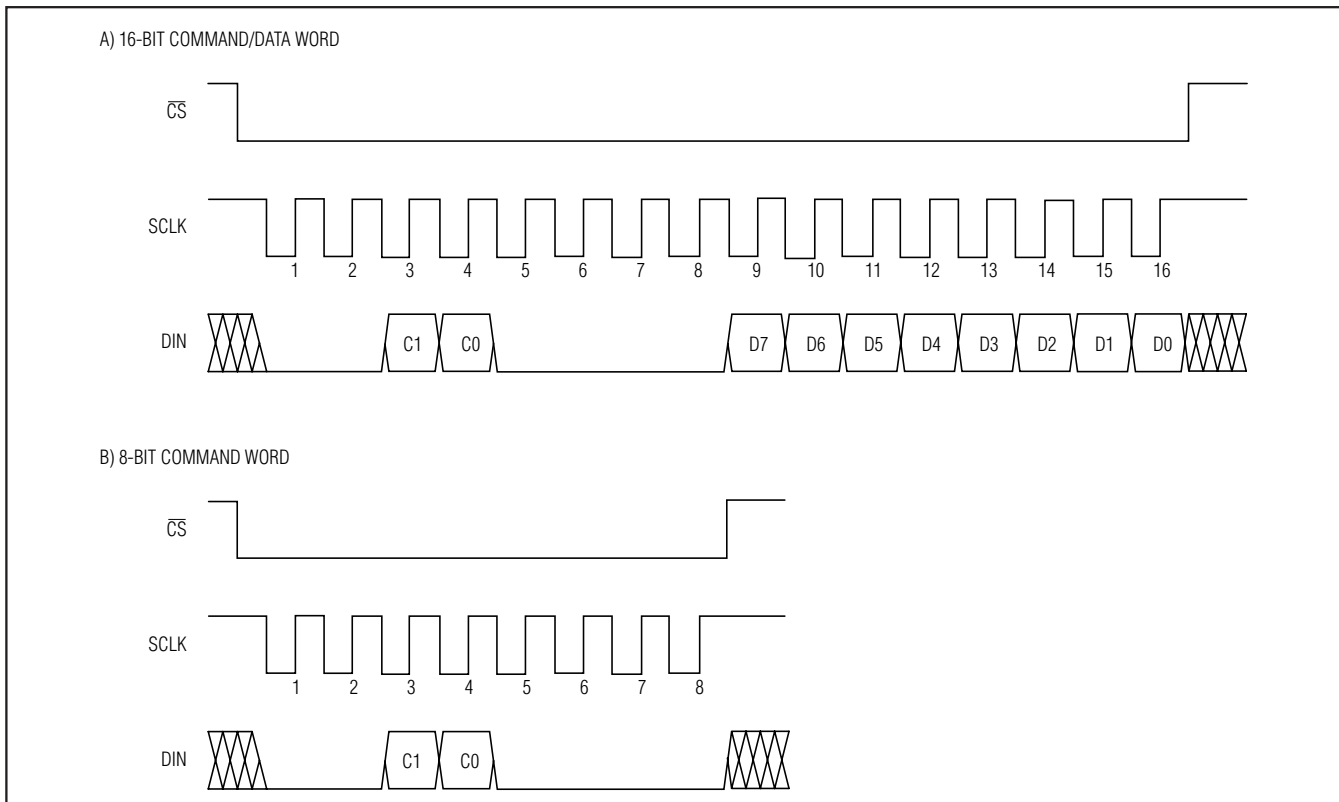 A) 16-BIT COMMAND/DATA WORD
CS
SCLK
1 2 3 4 5 6 7 8 9 10 11 12 13 14 15 16
DIN
C1 C0 D7 D6 D5 D4 D3 D2 D1 D0
B) 8-BIT COMMAND WORD
CS
SCLK
1 2 3 4 5 6 7 8
DIN
C1 C0